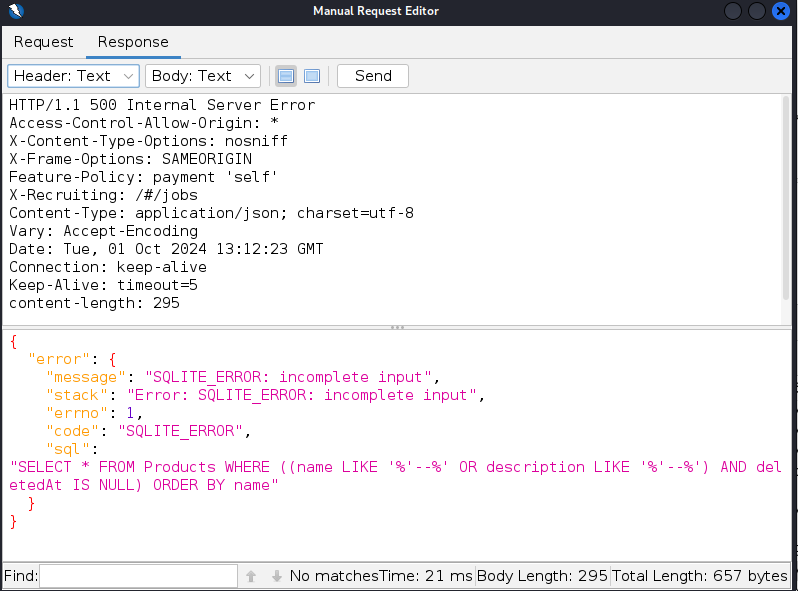 Manual Request Editor
Request Response
Header: Text Body: Text Send
HTTP/1.1 500 Internal Server Error
Access-Control-Allow-Origin: *
X-Content-Type-Options: nosniff
X-Frame-Options: SAMEORIGIN
Feature-Policy: payment 'self'
X-Recruiting: /#/jobs
Content-Type: application/json; charset=utf-8
Vary: Accept-Encoding
Date: Tue, 01 Oct 2024 13:12:23 GMT
Connection: keep-alive
Keep-Alive: timeout=5
content-length: 295
{
  "error": {
    "message": "SQLITE_ERROR: incomplete input",
    "stack": "Error: SQLITE_ERROR: incomplete input",
    "errno": 1,
    "code": "SQLITE_ERROR",
    "sql":
"SELECT * FROM Products WHERE ((name LIKE '%'--%' OR description LIKE '%'--%') AND del
etedAt IS NULL) ORDER BY name"
  }
}
Find: No matches Time: 21 ms Body Length: 295 Total Length: 657 bytes